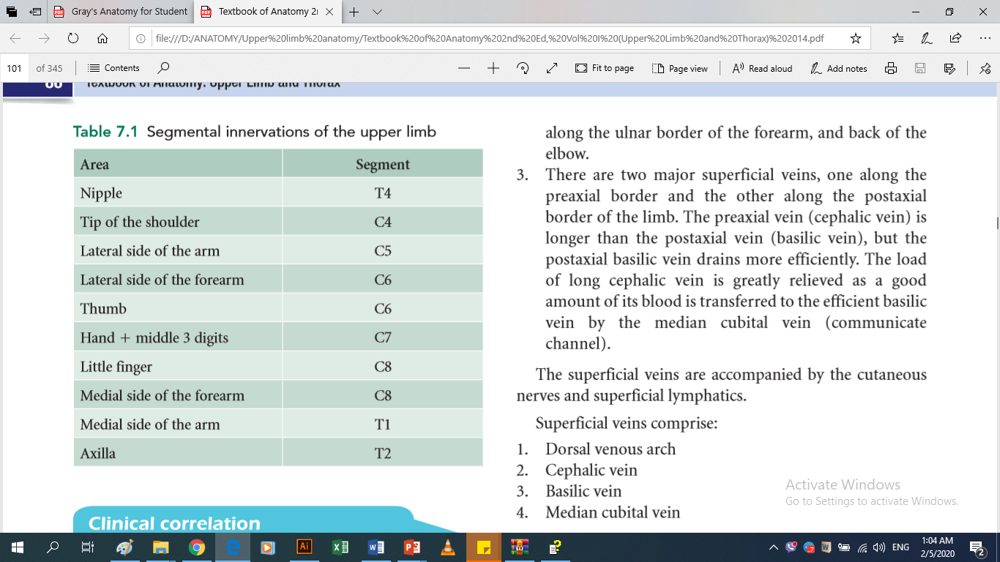 Gray's Anatomy for Student
Textbook of Anatomy 2
file:///D:/ANATOMY/Upper%20limb%20anatomy/Textbook%20of%20Anatomy%202nd%20Ed,%20Vol%20I%20(Upper%20Limb%20and%20Thorax)%202014.pdf
101 of 345 Contents Fit to page Page view Read aloud Add notes
Textbook of Anatomy: Upper Limb and Thorax
Table 7.1 Segmental innervations of the upper limb
Area Segment
Nipple T4
Tip of the shoulder C4
Lateral side of the arm C5
Lateral side of the forearm C6
Thumb C6
Hand + middle 3 digits C7
Little finger C8
Medial side of the forearm C8
Medial side of the arm T1
Axilla T2
Clinical correlation
along the ulnar border of the forearm, and back of the
elbow.
3. There are two major superficial veins, one along the
preaxial border and the other along the postaxial
border of the limb. The preaxial vein (cephalic vein) is
longer than the postaxial vein (basilic vein), but the
postaxial basilic vein drains more efficiently. The load
of long cephalic vein is greatly relieved as a good
amount of its blood is transferred to the efficient basilic
vein by the median cubital vein (communicate
channel).
The superficial veins are accompanied by the cutaneous
nerves and superficial lymphatics.
Superficial veins comprise:
1. Dorsal venous arch
2. Cephalic vein
3. Basilic vein
4. Median cubital vein
Activate Windows
Go to Settings to activate Windows.
ENG
1:04 AM
2/5/2020
2